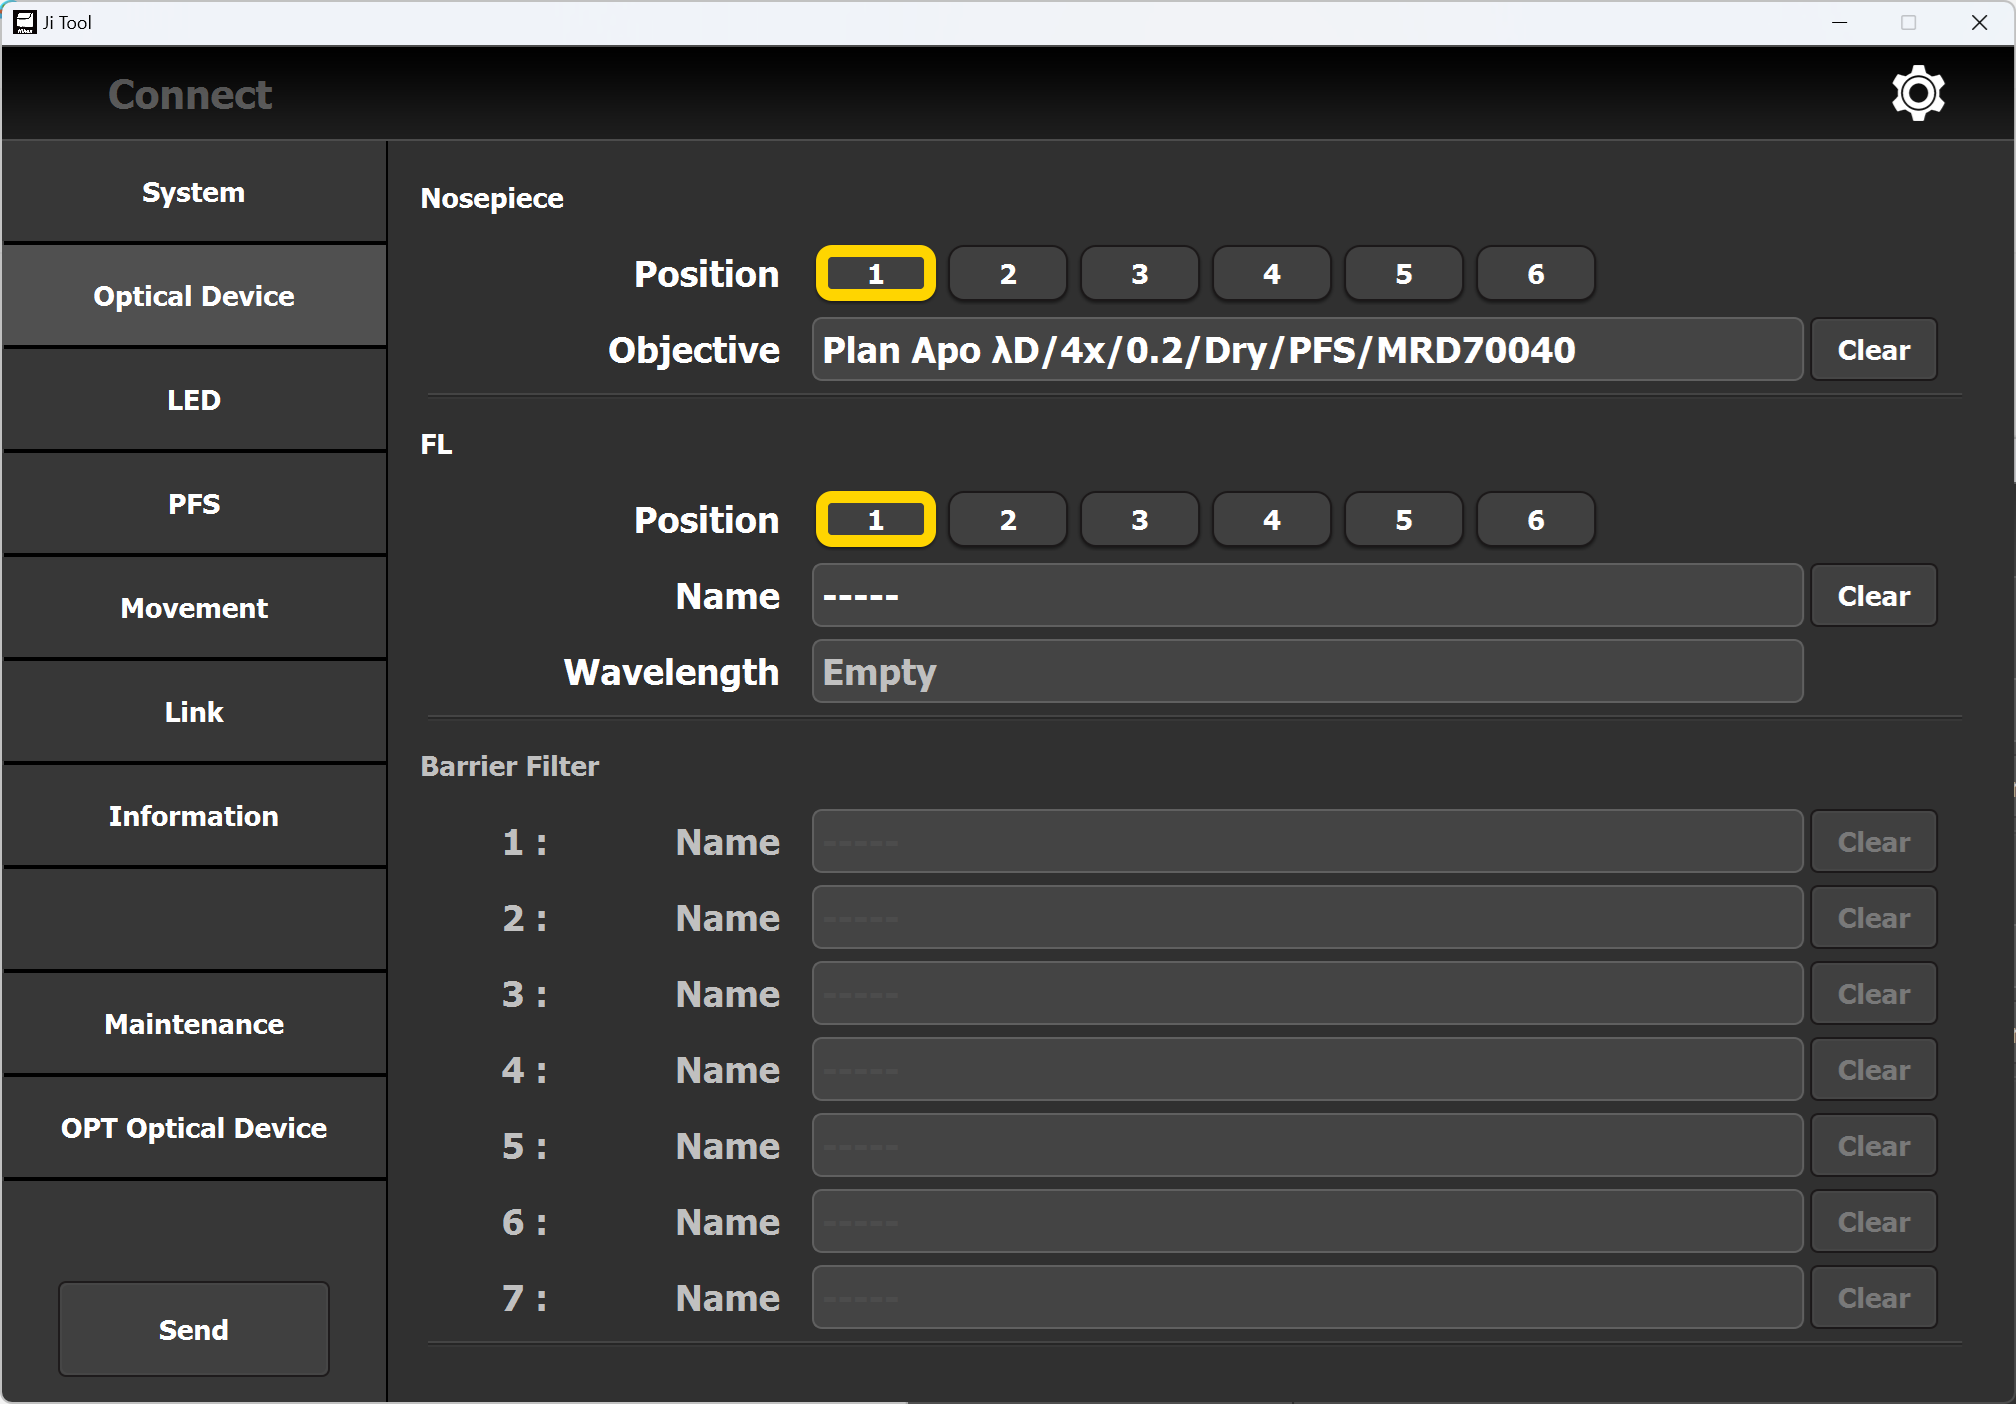 Ji Tool
Connect
System
Optical Device
LED
PFS
Movement
Link
Information
Maintenance
OPT Optical Device
Send
Nosepiece
Position 1 2 3 4 5 6
Objective Plan Apo λD/4x/0.2/Dry/PFS/MRD70040 Clear
FL
Position 1 2 3 4 5 6
Name ----- Clear
Wavelength Empty
Barrier Filter
1 : Name ----- Clear
2 : Name ----- Clear
3 : Name ----- Clear
4 : Name ----- Clear
5 : Name ----- Clear
6 : Name ----- Clear
7 : Name ----- Clear